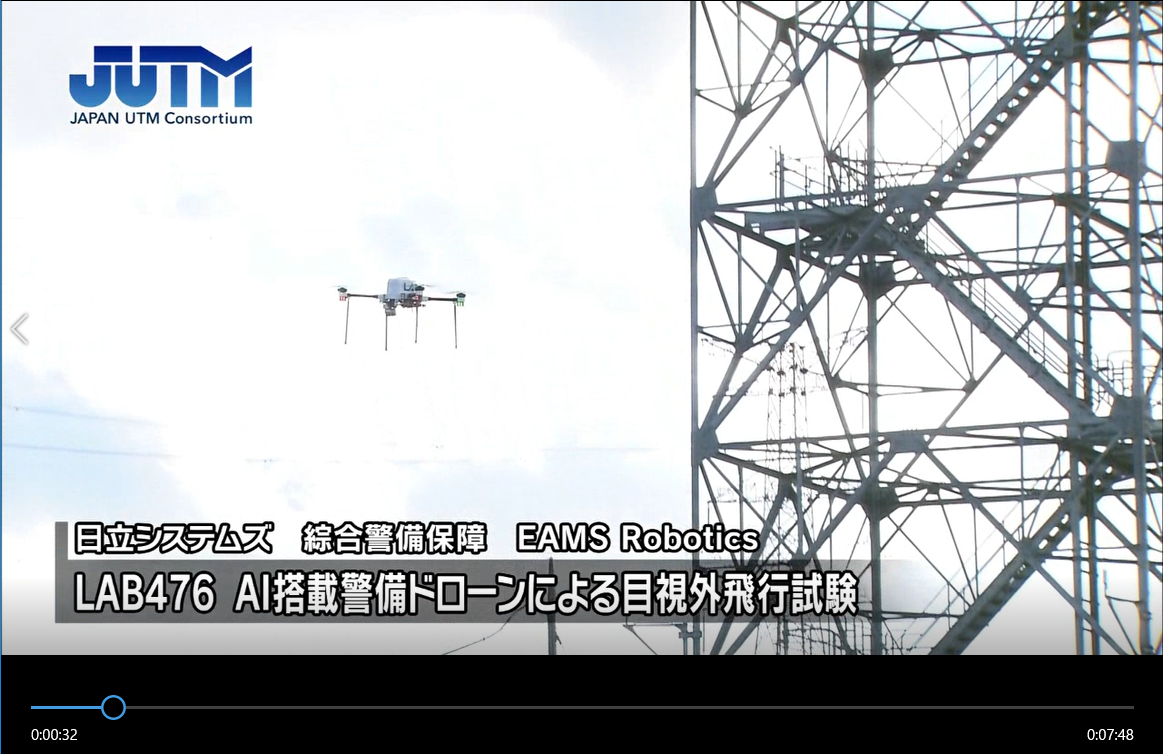 JUTM
JAPAN UTM Consortium
日立システムズ　綜合警備保障　EAMS Robotics
LAB476 AI搭載警備ドローンによる目視外飛行試験
0:00:32
0:07:48